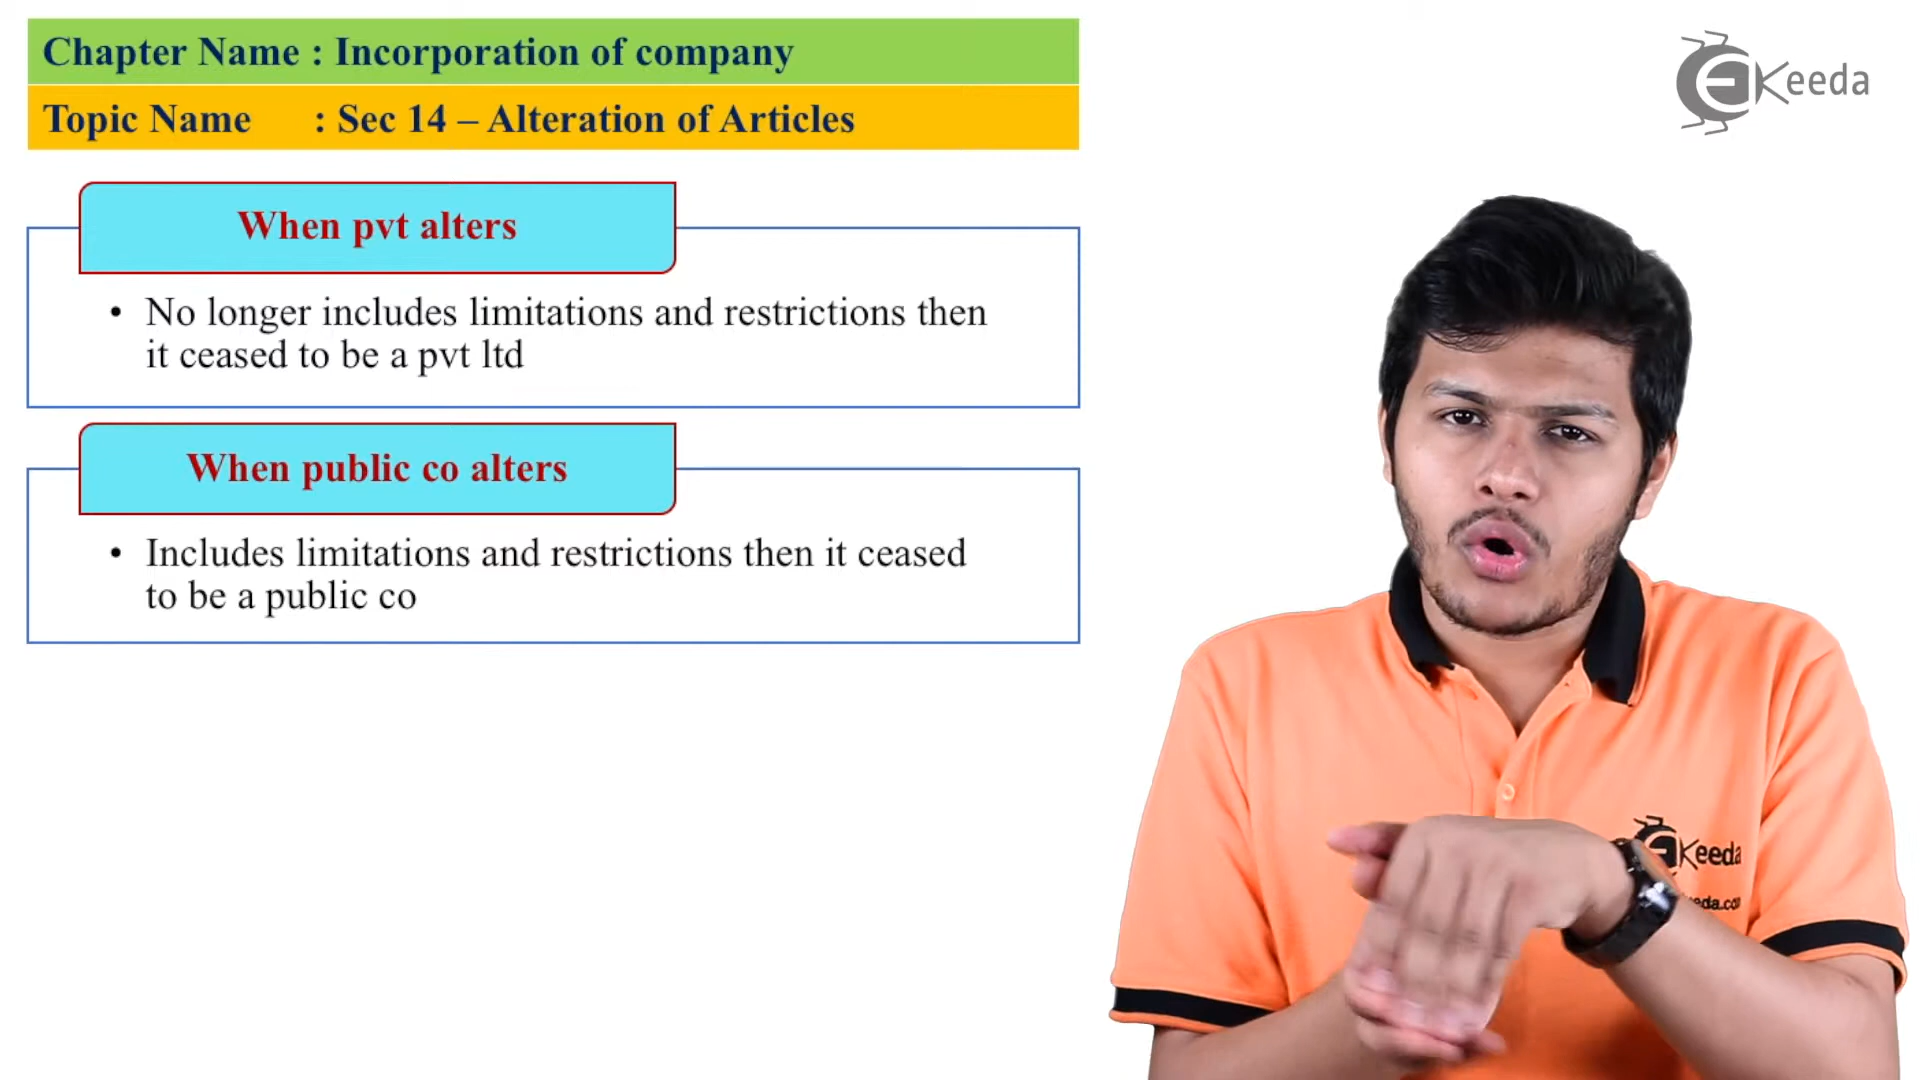 Chapter Name : Incorporation of company
Topic Name : Sec 14 – Alteration of Articles
Keeda
When pvt alters
• No longer includes limitations and restrictions then
it ceased to be a pvt ltd
When public co alters
• Includes limitations and restrictions then it ceased
to be a public co
Keeda